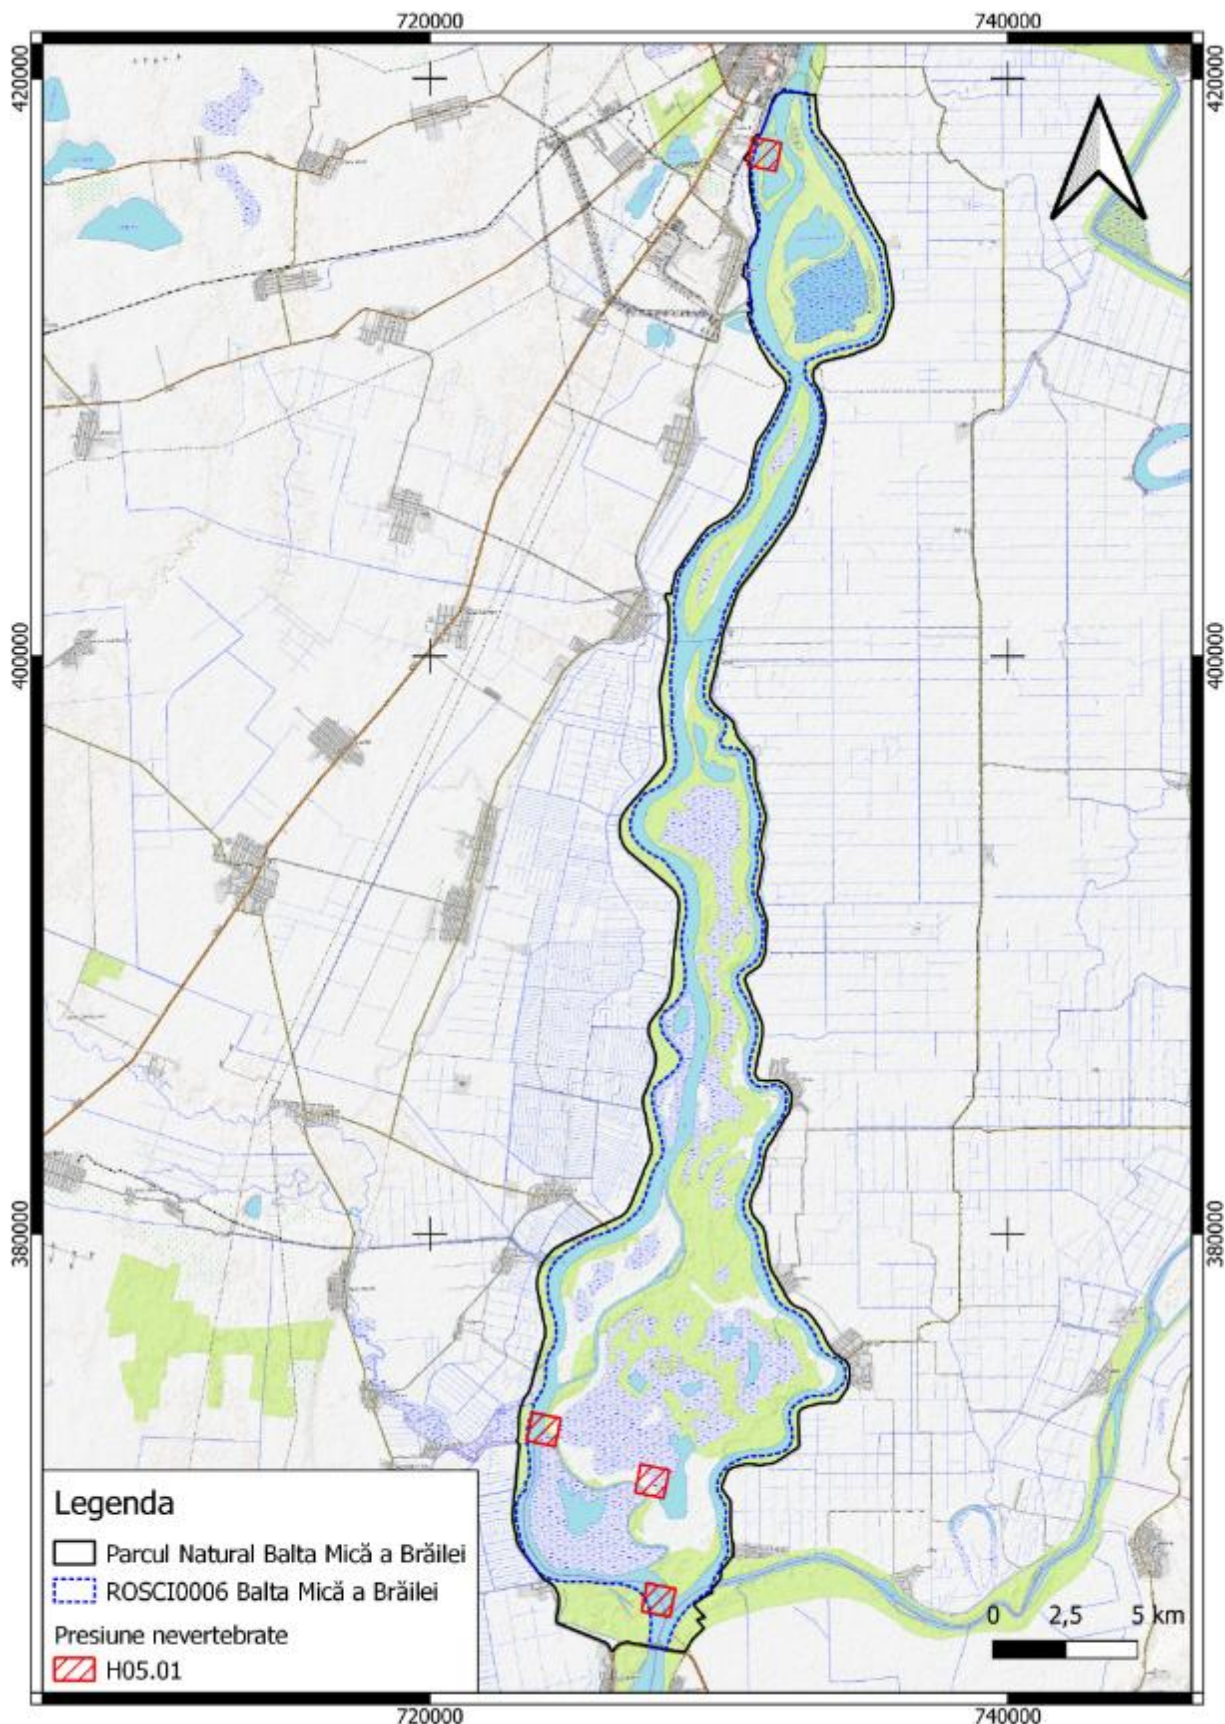 720000 740000
420000 420000
400000 400000
380000 380000
Legenda
Parcul Natural Balta Mică a Brăilei
ROSCI0006 Balta Mică a Brăilei
Presiune nevertebrate
H05.01
0 2,5 5 km
720000 740000